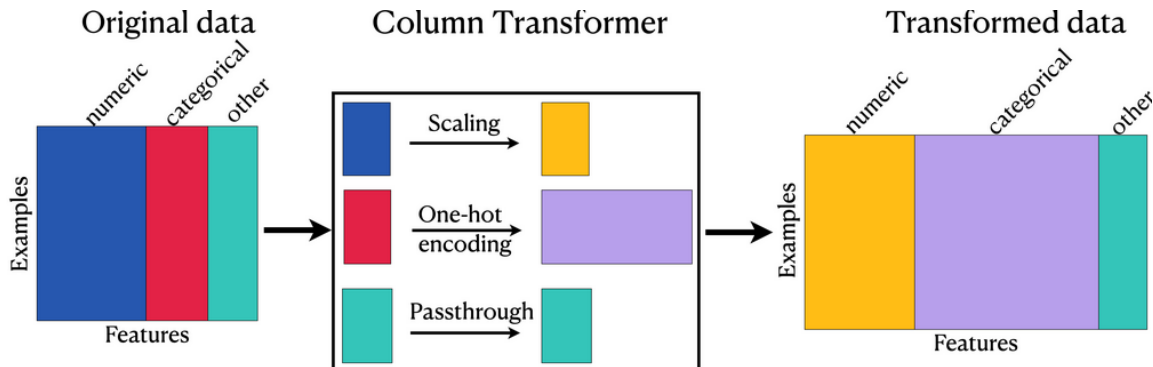 Original data
Column Transformer
Transformed data
numeric
categorical
other
Examples
Features
Scaling
One-hot
encoding
Passthrough
numeric
categorical
other
Examples
Features